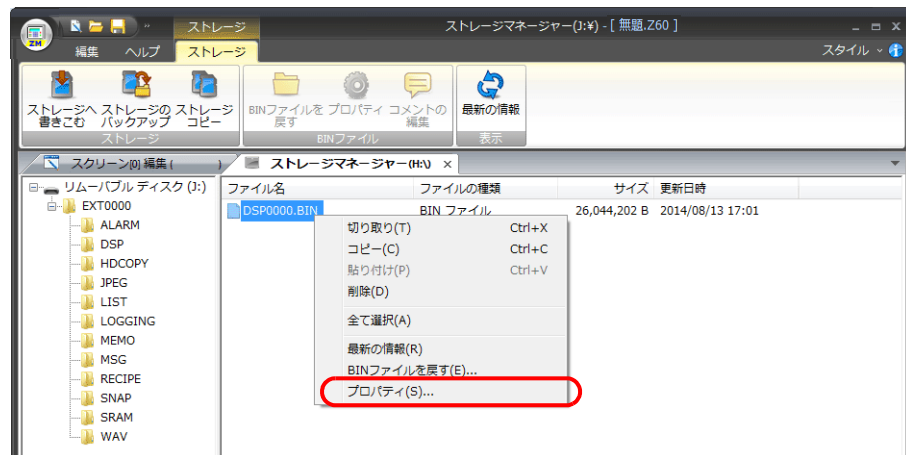 ストレージ
ストレージマネージャー(J:¥) - [ 無題.Z60 ]
ZM
編集 ヘルプ ストレージ
スタイル
ストレージへ書きこむ
ストレージのバックアップ
ストレージコピー
BINファイルを戻す
プロパティ
コメントの編集
最新の情報
ストレージ
BINファイル
表示
スクリーン[0] 編集 ( )
ストレージマネージャー(H:\) ×
リムーバブル ディスク (J:)
EXT0000
ALARM
DSP
HDCOPY
JPEG
LIST
LOGGING
MEMO
MSG
RECIPE
SNAP
SRAM
WAV
ファイル名 ファイルの種類 サイズ 更新日時
DSP0000.BIN BIN ファイル 26,044,202 B 2014/08/13 17:01
切り取り(T) Ctrl+X
コピー(C) Ctrl+C
貼り付け(P) Ctrl+V
削除(D)
全て選択(A)
最新の情報(R)
BINファイルを戻す(E)...
プロパティ(S)...